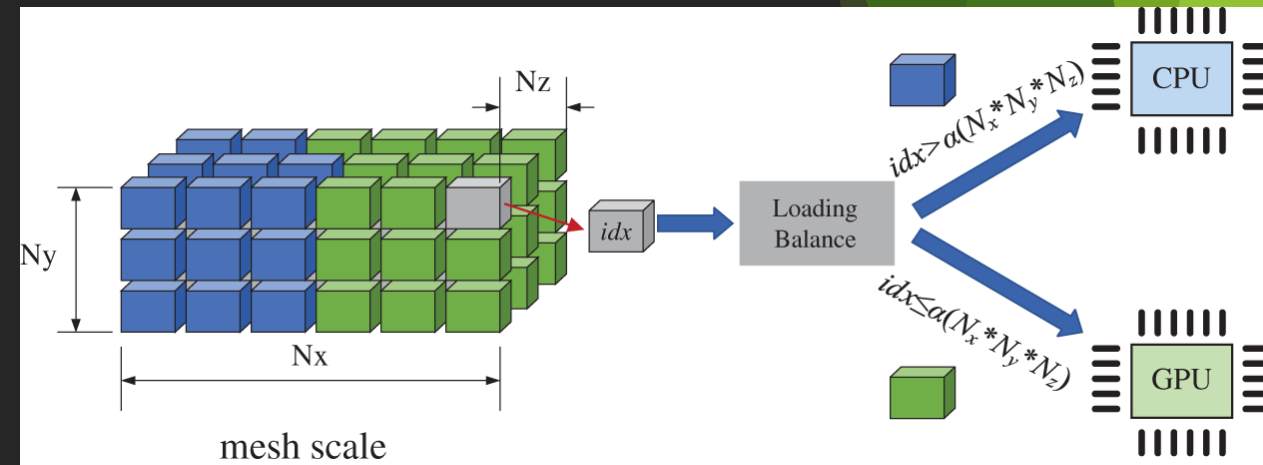 Nz
Ny
Nx
mesh scale
idx
Loading
Balance
idx>α(Nx*Ny*Nz)
idx≤α(Nx*Ny*Nz)
CPU
GPU